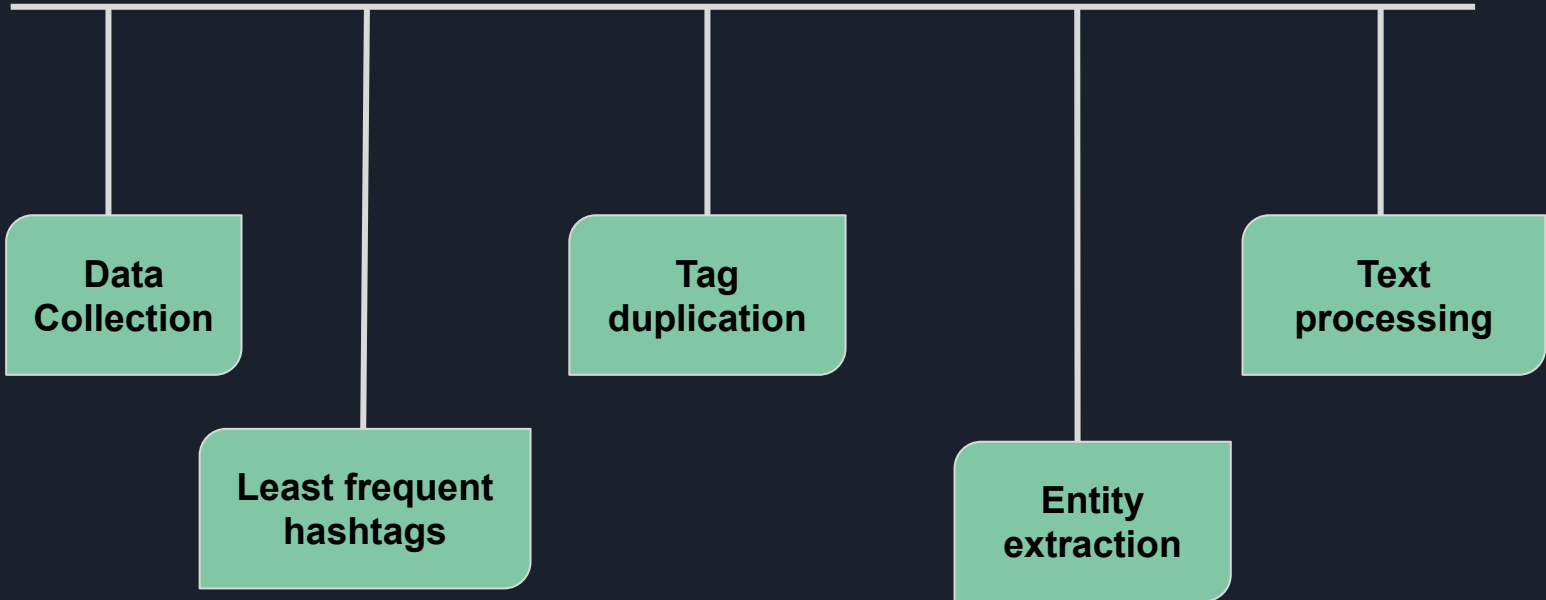 Data
Collection
Least frequent
hashtags
Tag
duplication
Entity
extraction
Text
processing